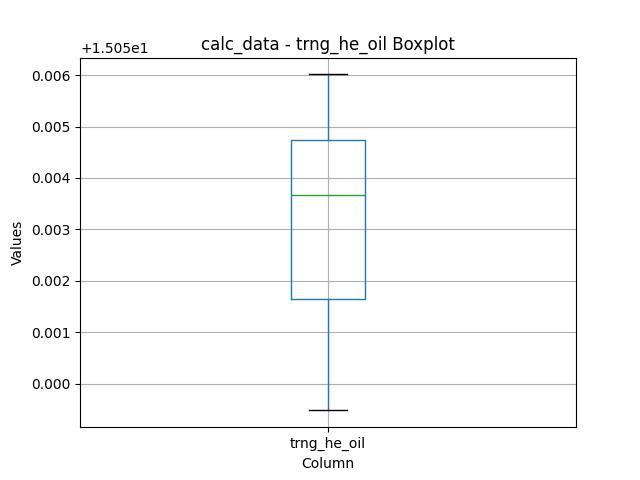 calc_data - trng_he_oil Boxplot
+1.505e1
0.006
0.005
0.004
0.003
0.002
0.001
0.000
Values
trng_he_oil
Column